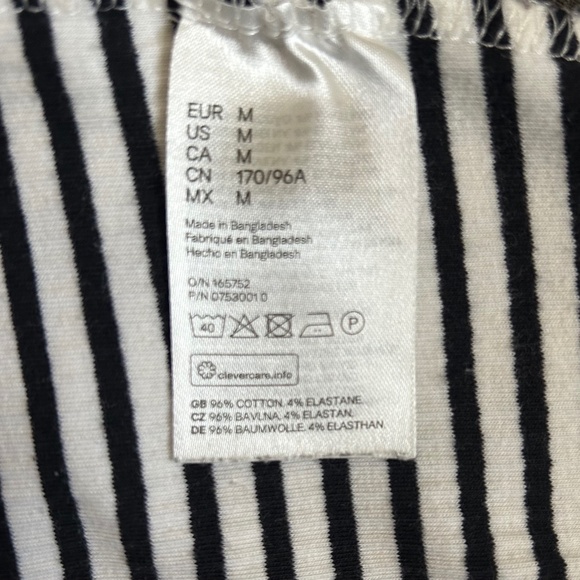 EUR M
US M
CA M
CN 170/96A
MX M
Made in Bangladesh
Fabriqué en Bangladesh
Hecho en Bangladesh
O/N 165752
P/N 0753001 0
40 P
clevercare.info
GB 96% COTTON. 4% ELASTANE.
CZ 96% BAVLNA. 4% ELASTAN.
DE 96% BAUMWOLLE. 4% ELASTHAN.